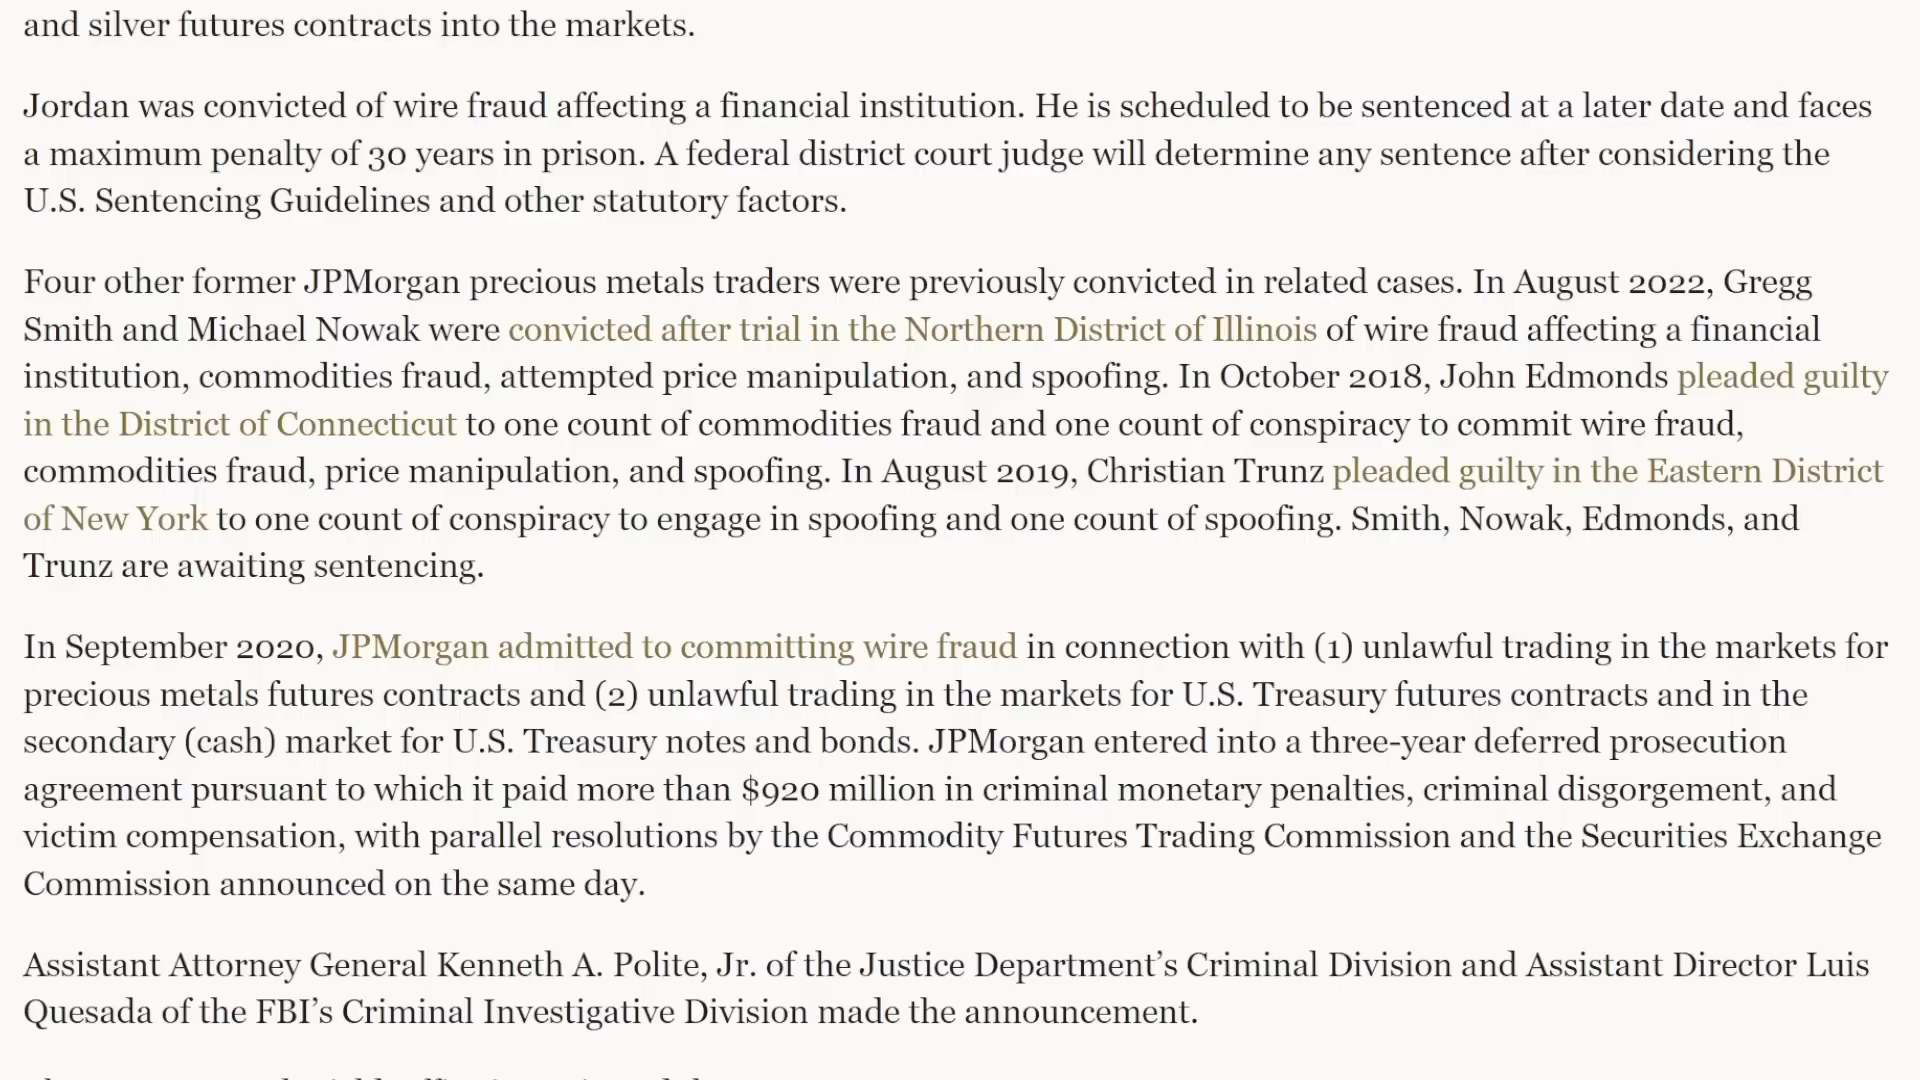 and silver futures contracts into the markets.
Jordan was convicted of wire fraud affecting a financial institution. He is scheduled to be sentenced at a later date and faces
a maximum penalty of 30 years in prison. A federal district court judge will determine any sentence after considering the
U.S. Sentencing Guidelines and other statutory factors.
Four other former JPMorgan precious metals traders were previously convicted in related cases. In August 2022, Gregg
Smith and Michael Nowak were convicted after trial in the Northern District of Illinois of wire fraud affecting a financial
institution, commodities fraud, attempted price manipulation, and spoofing. In October 2018, John Edmonds pleaded guilty
in the District of Connecticut to one count of commodities fraud and one count of conspiracy to commit wire fraud,
commodities fraud, price manipulation, and spoofing. In August 2019, Christian Trunz pleaded guilty in the Eastern District
of New York to one count of conspiracy to engage in spoofing and one count of spoofing. Smith, Nowak, Edmonds, and
Trunz are awaiting sentencing.
In September 2020, JPMorgan admitted to committing wire fraud in connection with (1) unlawful trading in the markets for
precious metals futures contracts and (2) unlawful trading in the markets for U.S. Treasury futures contracts and in the
secondary (cash) market for U.S. Treasury notes and bonds. JPMorgan entered into a three-year deferred prosecution
agreement pursuant to which it paid more than $920 million in criminal monetary penalties, criminal disgorgement, and
victim compensation, with parallel resolutions by the Commodity Futures Trading Commission and the Securities Exchange
Commission announced on the same day.
Assistant Attorney General Kenneth A. Polite, Jr. of the Justice Department’s Criminal Division and Assistant Director Luis
Quesada of the FBI’s Criminal Investigative Division made the announcement.